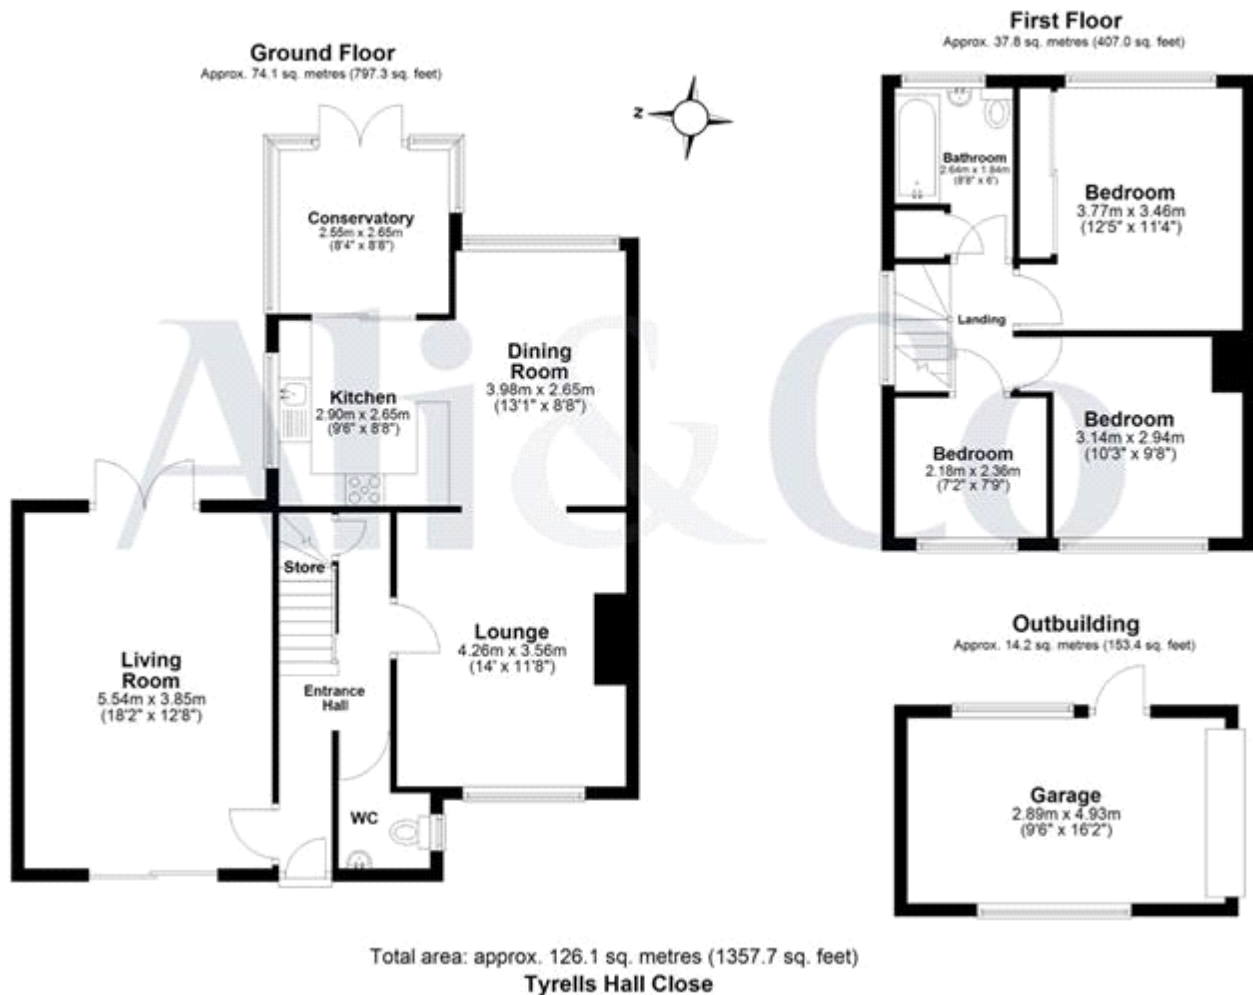 Ground Floor
Approx. 74.1 sq. metres (797.3 sq. feet)
Conservatory
2.55m x 2.65m
(8'4" x 8'8")
Dining
Room
3.98m x 2.65m
(13'1" x 8'8")
Kitchen
2.90m x 2.65m
(9'6" x 8'8")
Store
Living
Room
5.54m x 3.85m
(18'2" x 12'8")
Entrance
Hall
Lounge
4.26m x 3.56m
(14' x 11'8")
WC
N
First Floor
Approx. 37.8 sq. metres (407.0 sq. feet)
Bathroom
2.64m x 1.84m
(8'8" x 6')
Bedroom
3.77m x 3.46m
(12'5" x 11'4")
Landing
Bedroom
2.18m x 2.36m
(7'2" x 7'9")
Bedroom
3.14m x 2.94m
(10'3" x 9'8")
Outbuilding
Approx. 14.2 sq. metres (153.4 sq. feet)
Garage
2.89m x 4.93m
(9'6" x 16'2")
Ali&Co
Total area: approx. 126.1 sq. metres (1357.7 sq. feet)
Tyrells Hall Close